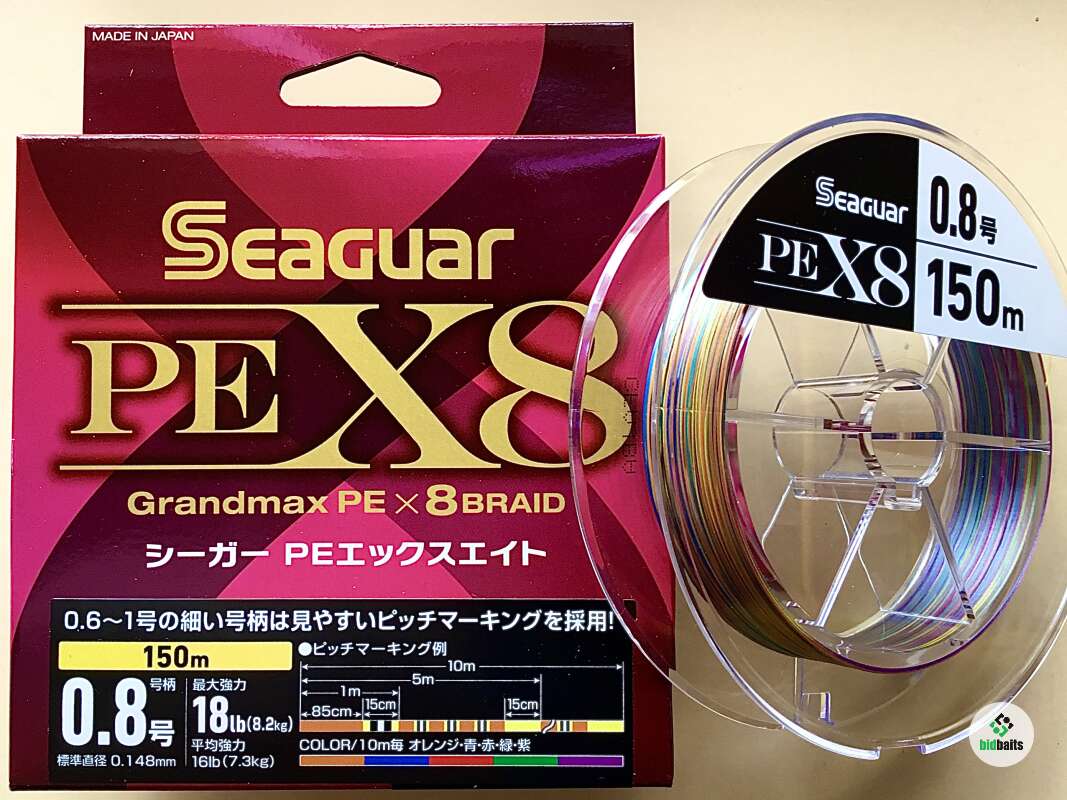 MADE IN JAPAN
Seaguar
PE X8
Grandmax PE × 8 BRAID
シーガー PEエックスエイト
0.6〜1号の細い号柄は見やすいピッチマーキングを採用!
150m
号柄
0.8号
標準直径 0.148mm
最大強力
18lb(8.2kg)
平均強力
16lb(7.3kg)
●ピッチマーキング例
10m
5m
1m
85cm 15cm 15cm
COLOR/10m毎 オレンジ・青・赤・緑・紫
Seaguar
PE X8
0.8号
150m
bidbaits